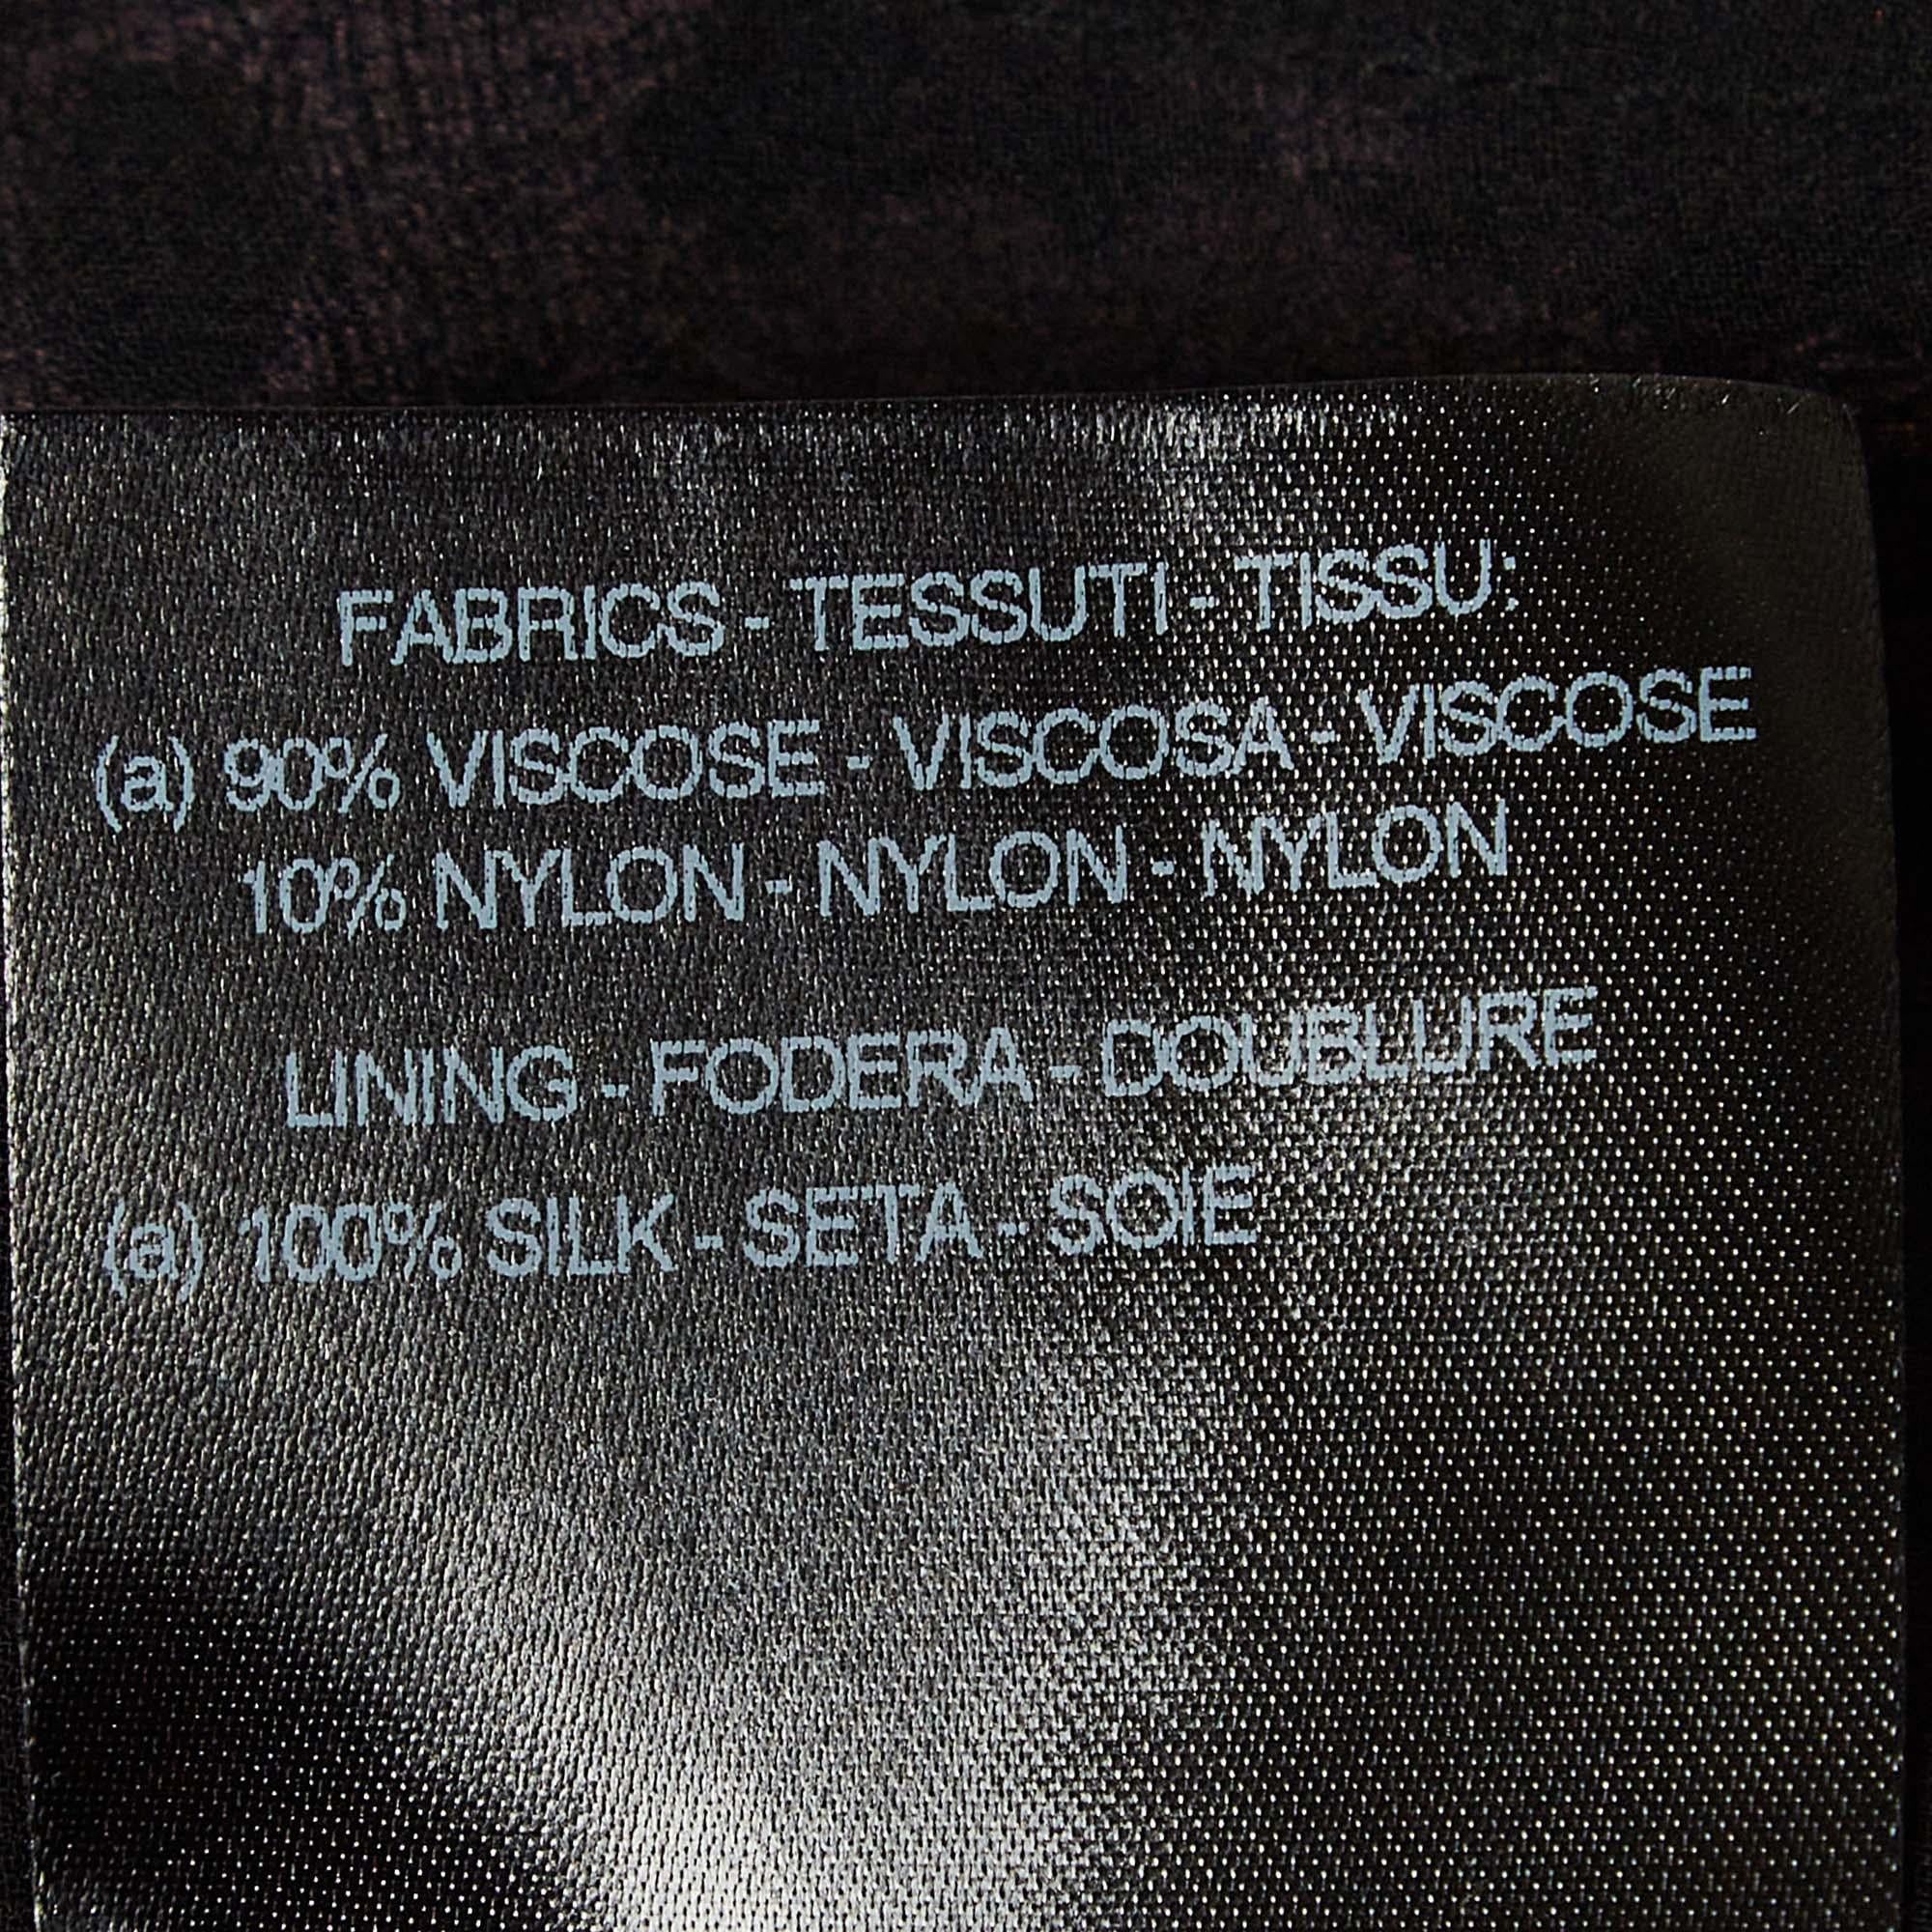 FABRICS - TESSUTI - TISSU:
(a) 90% VISCOSE - VISCOSA - VISCOSE
10% NYLON - NYLON - NYLON
LINING - FODERA - DOUBLURE
(a) 100% SILK - SETA - SOIE